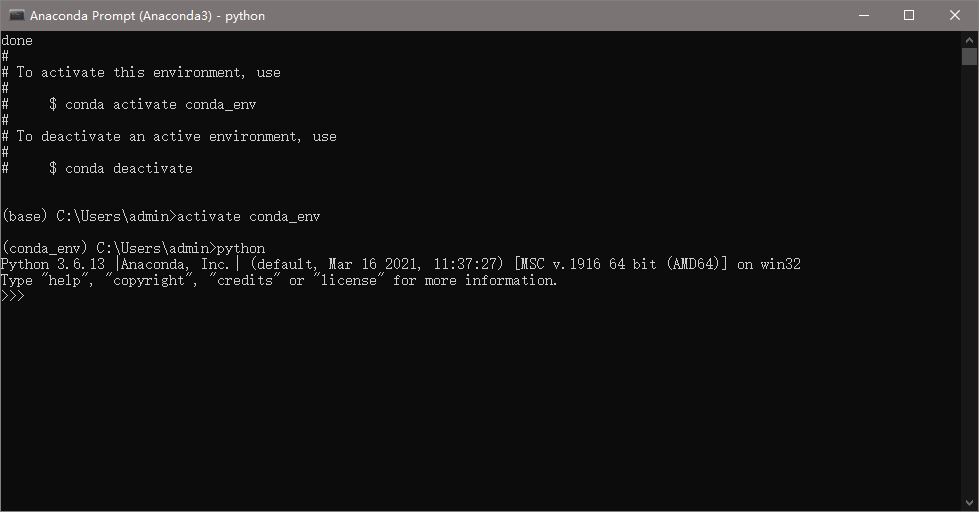 Anaconda Prompt (Anaconda3) - python
done
#
# To activate this environment, use
#
#     $ conda activate conda_env
#
# To deactivate an active environment, use
#
#     $ conda deactivate
(base) C:\Users\admin>activate conda_env
(conda_env) C:\Users\admin>python
Python 3.6.13 |Anaconda, Inc.| (default, Mar 16 2021, 11:37:27) [MSC v.1916 64 bit (AMD64)] on win32
Type "help", "copyright", "credits" or "license" for more information.
>>>